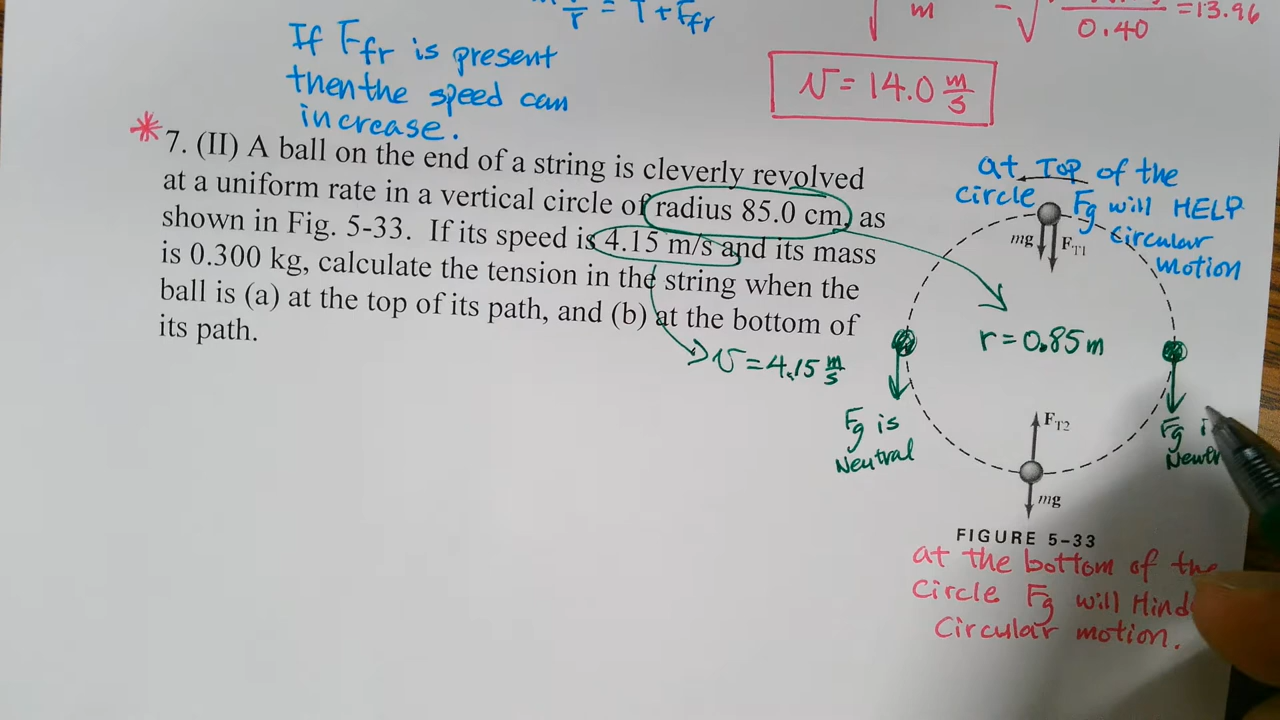 r = T + Ffr
m
0.40
= 13.96
If Ffr is present
then the speed can
increase.
v = 14.0 m/s
* 7. (II) A ball on the end of a string is cleverly revolved
at a uniform rate in a vertical circle of radius 85.0 cm, as
shown in Fig. 5-33. If its speed is 4.15 m/s and its mass
is 0.300 kg, calculate the tension in the string when the
ball is (a) at the top of its path, and (b) at the bottom of
its path.
v = 4.15 m/s
at Top of the
circle Fg will HELP
circular
motion
mg
FT1
r = 0.85 m
Fg is
Neutral
Fg
FT2
mg
FIGURE 5-33
at the bottom of the
Circle Fg will
Circular motion.